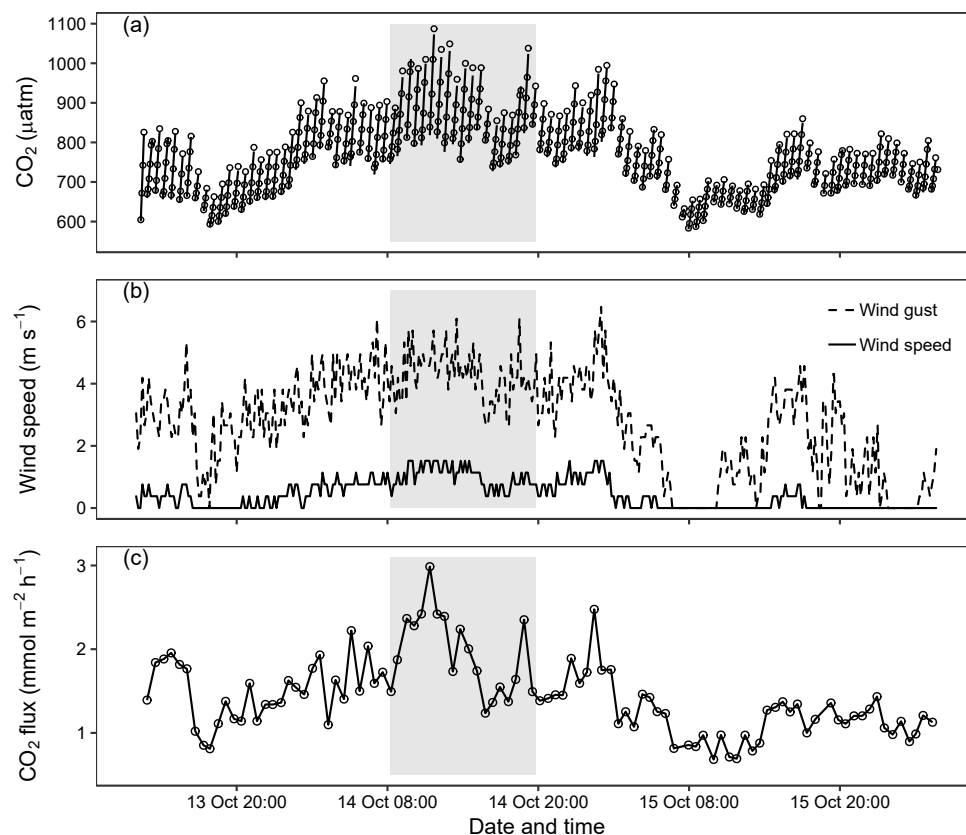 (a)
1100
1000
900
800
700
600
CO₂ (µatm)
(b)
Wind gust
Wind speed
6
4
2
0
Wind speed (m s⁻¹)
(c)
3
2
1
CO₂ flux (mmol m⁻² h⁻¹)
13 Oct 20:00 14 Oct 08:00 14 Oct 20:00 15 Oct 08:00 15 Oct 20:00
Date and time